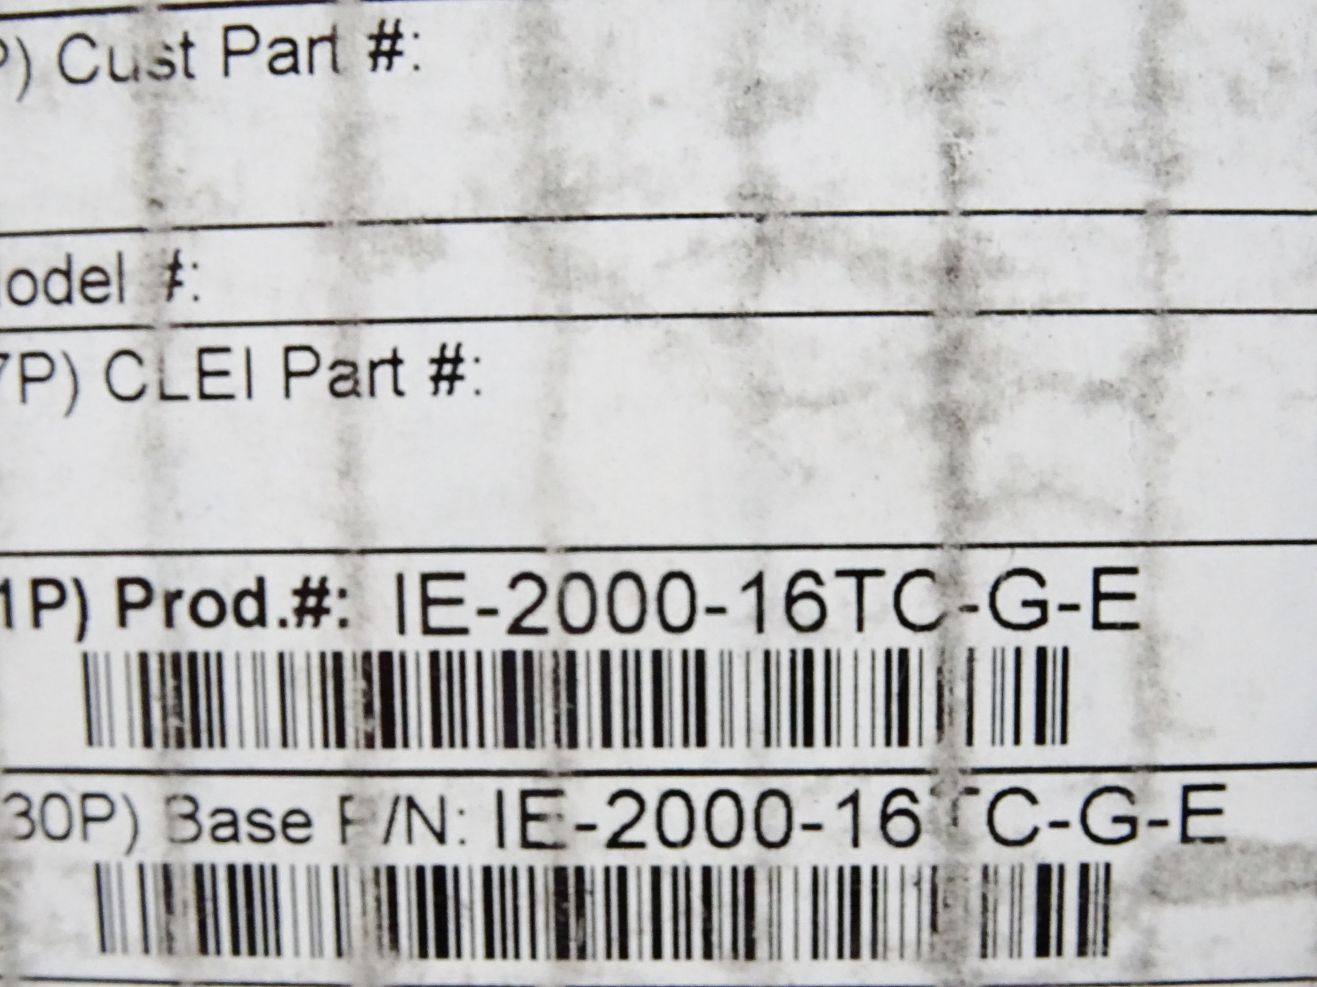 P) Cust Part #:
odel #:
7P) CLEI Part #:
1P) Prod.#: IE-2000-16TC-G-E
30P) Base P/N: IE-2000-16TC-G-E